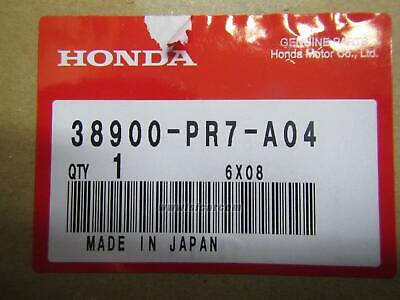 GENUINE PARTS
HONDA
Honda Motor Co., Ltd.
38900-PR7-A04
QTY 1 6X08
MADE IN JAPAN